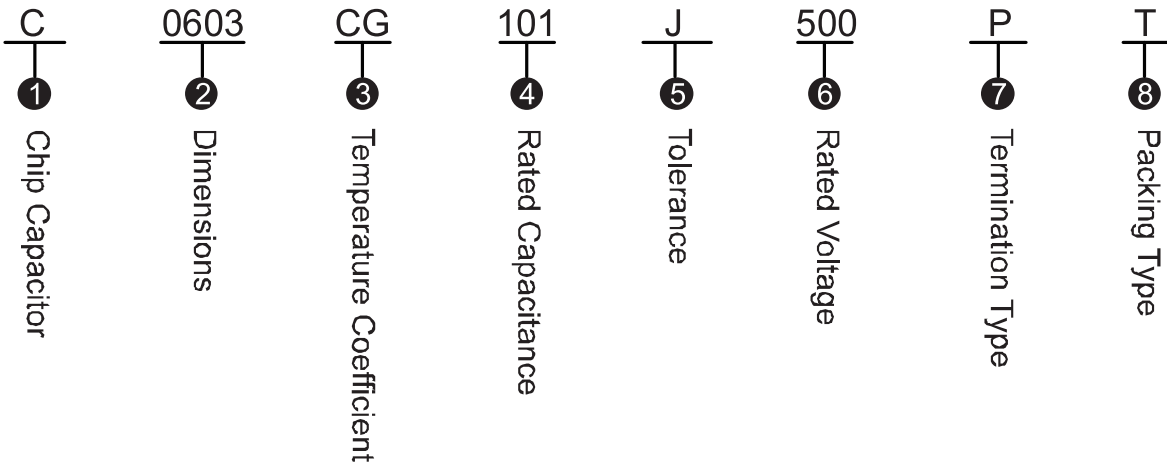 C 0603 CG 101 J 500 P T
1 2 3 4 5 6 7 8
Chip Capacitor
Dimensions
Temperature Coefficient
Rated Capacitance
Tolerance
Rated Voltage
Termination Type
Packing Type